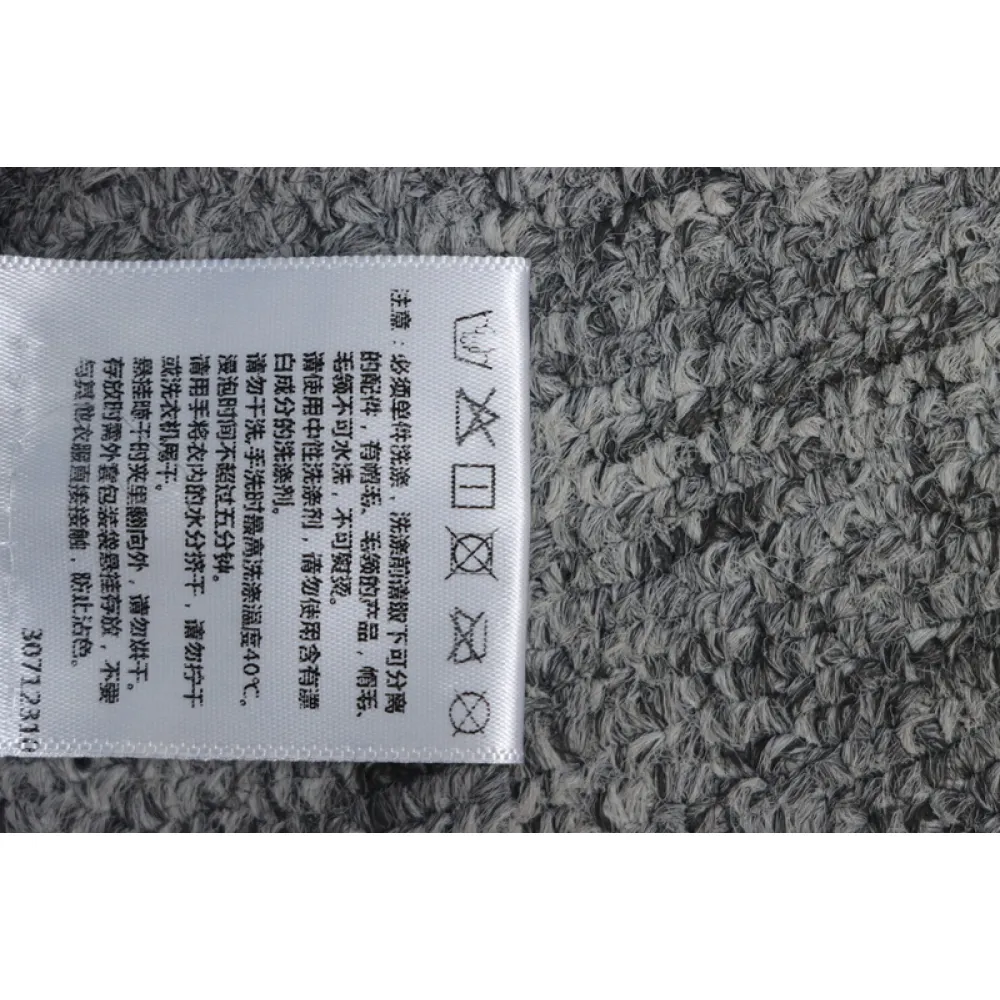 注意：必须单件洗涤，洗涤前请取下可分离
的配件，有帽毛、毛领的产品，帽毛、
毛领不可水洗，不可熨烫。
请使用中性洗涤剂，请勿使用含有漂
白成分的洗涤剂。
请勿干洗，手洗时最高洗涤温度40℃。
浸泡时间不超过五分钟。
请用手将衣内的水分挤干，请勿拧干
或洗衣机甩干。
悬挂晾干时夹里翻向外，请勿烘干。
存放时需外套包装袋悬挂存放，不要
与其他衣服直接接触，防止沾色。